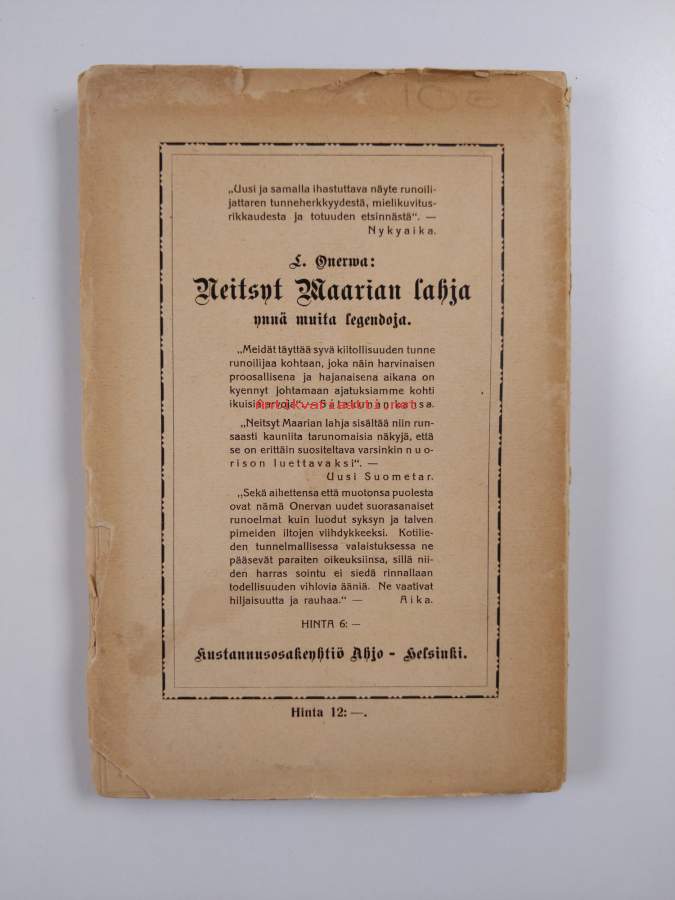 10 €
„Uusi ja samalla ihastuttava näyte runoili-
jattaren tunneherkkyydestä, mielikuvitus-
rikkaudesta ja totuuden etsinnästä“. —
Nykyaika.
L. Onerwa:
Neitsyt Maarian lahja
ynnä muita legendoja.
„Meidät täyttää syvä kiitollisuuden tunne
runoilijaa kohtaan, joka näin harvinaisen
proosallisena ja hajanaisena aikana on
kyennyt johtamaan ajatuksiamme kohti
ikuisia
„Neitsyt Maarian lahja sisältää niin run-
saasti kauniita tarunomaisia näkyjä, että
se on erittäin suositeltava varsinkin nuo-
rison luettavaksi“. —
Uusi Suometar.
„Sekä aihettensa että muotonsa puolesta
ovat nämä Onervan uudet suorasanaiset
runoelmat kuin luodut syksyn ja talven
pimeiden iltojen viihdykkeeksi. Kotilie-
den tunnelmallisessa valaistuksessa ne
pääsevät paraiten oikeuksiinsa, sillä nii-
den harras sointu ei siedä rinnallaan
todellisuuden vihlovia ääniä. Ne vaativat
hiljaisuutta ja rauhaa.“ — Aika.
HINTA 6: —
Kustannusosakeyhtiö Ahjo - Helsinki.
Hinta 12: —.